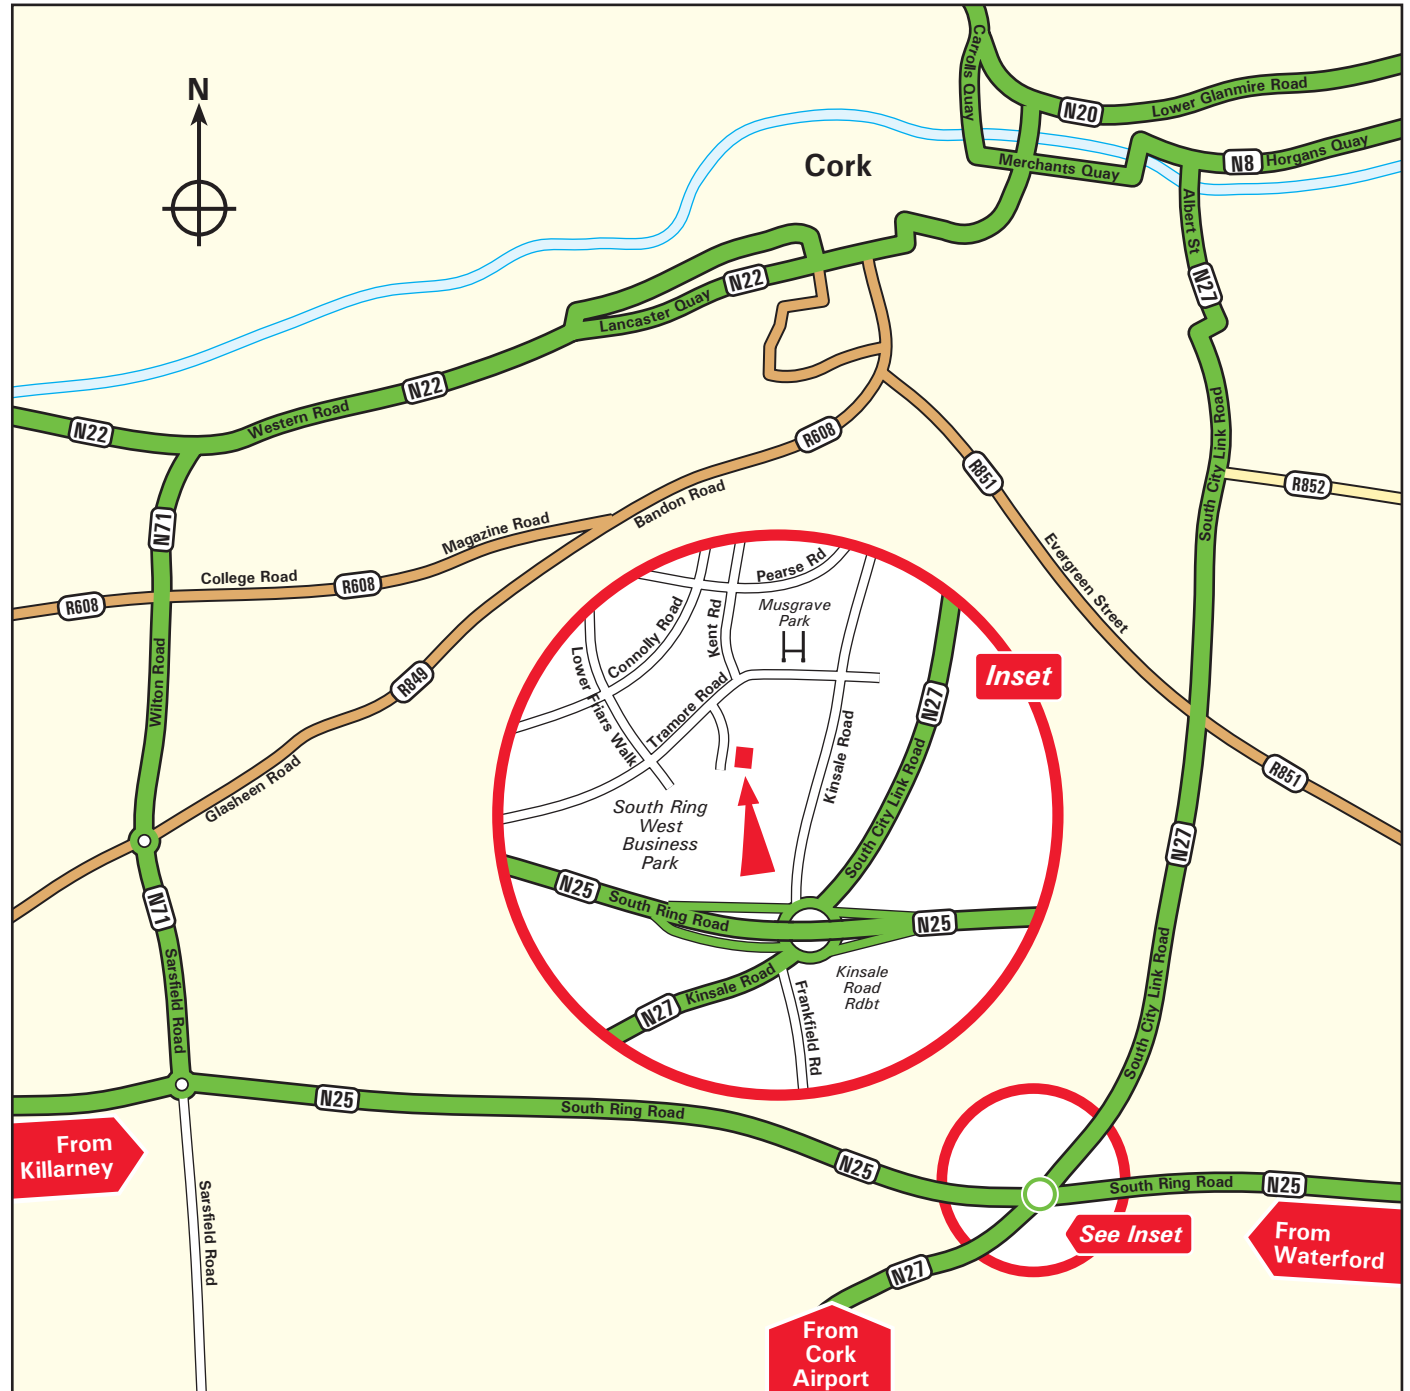 N
Carrolls Quay
N20
Lower Glanmire Road
Cork
Merchants Quay
N8
Horgans Quay
Albert St
N27
N22
Lancaster Quay
N22
Western Road
N22
R608
R851
South City Link Road
R852
N71
Magazine Road
Bandon Road
College Road
R608
R608
Evergreen Street
Wilton Road
R849
Glasheen Road
Pearse Rd
Musgrave
Park
Kent Rd
Connolly Road
Lower Friars Walk
Tramore Road
Inset
N27
Kinsale Road
South City Link Road
South Ring
West
Business
Park
N25
South Ring Road
N25
Kinsale
Road
Rdbt
Kinsale Road
N27
Frankfield Rd
R851
N27
N71
Sarsfield Road
South City Link Road
N25
South Ring Road
From
Killarney
N25
South Ring Road
N25
Sarsfield Road
See Inset
From
Waterford
N27
From
Cork
Airport